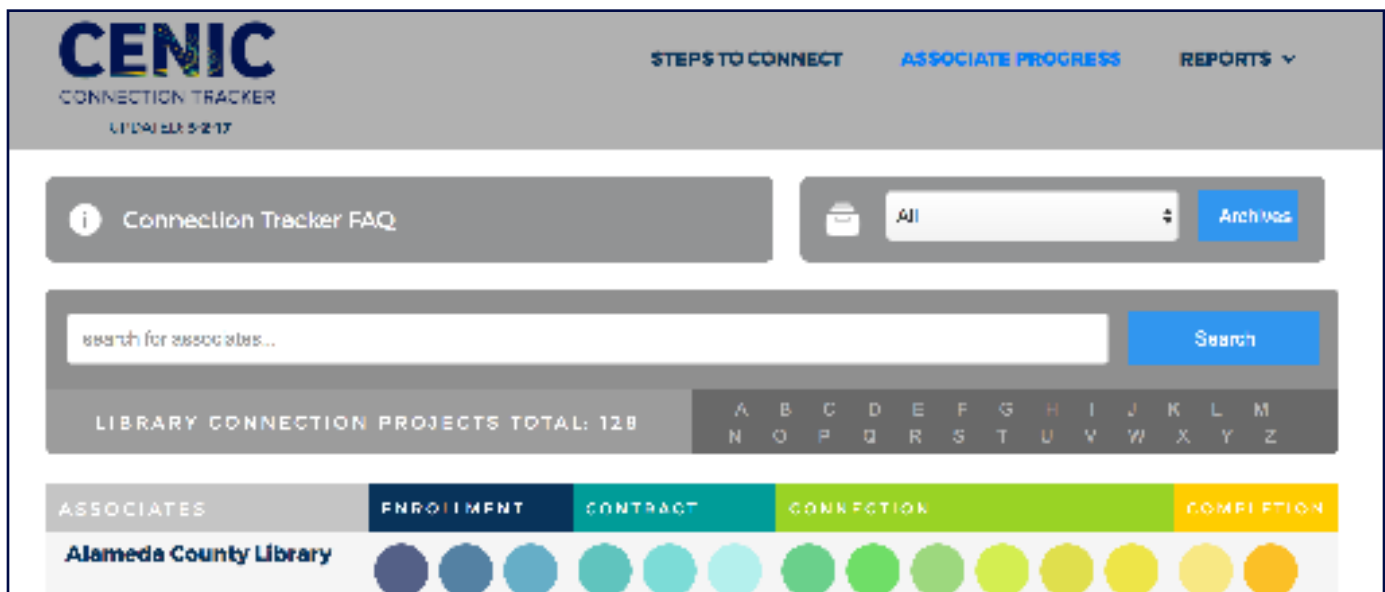 CENIC
CONNECTION TRACKER
UPDATED: 5-2-17
STEPS TO CONNECT ASSOCIATE PROGRESS REPORTS
Connection Tracker FAQ
All
Archives
search for associates...
Search
LIBRARY CONNECTION PROJECTS TOTAL: 128
A B C D E F G H I J K L M
N O P Q R S T U V W X Y Z
ASSOCIATES ENROLLMENT CONTRACT CONNECTION COMPLETION
Alameda County Library